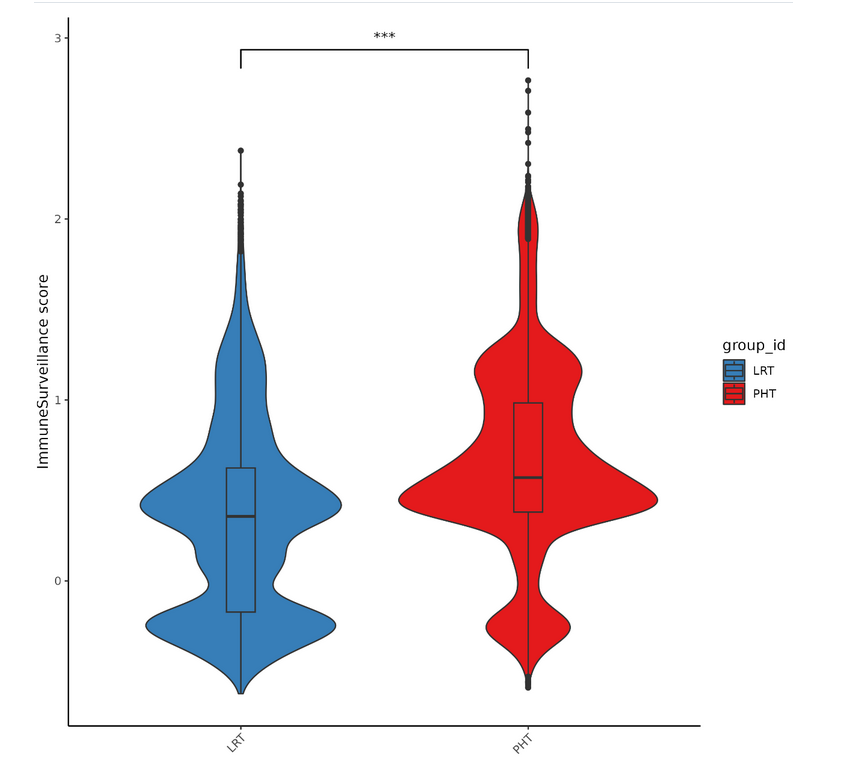 3
***
2
1
0
ImmuneSurveillance score
LRT
PHT
group_id
LRT
PHT